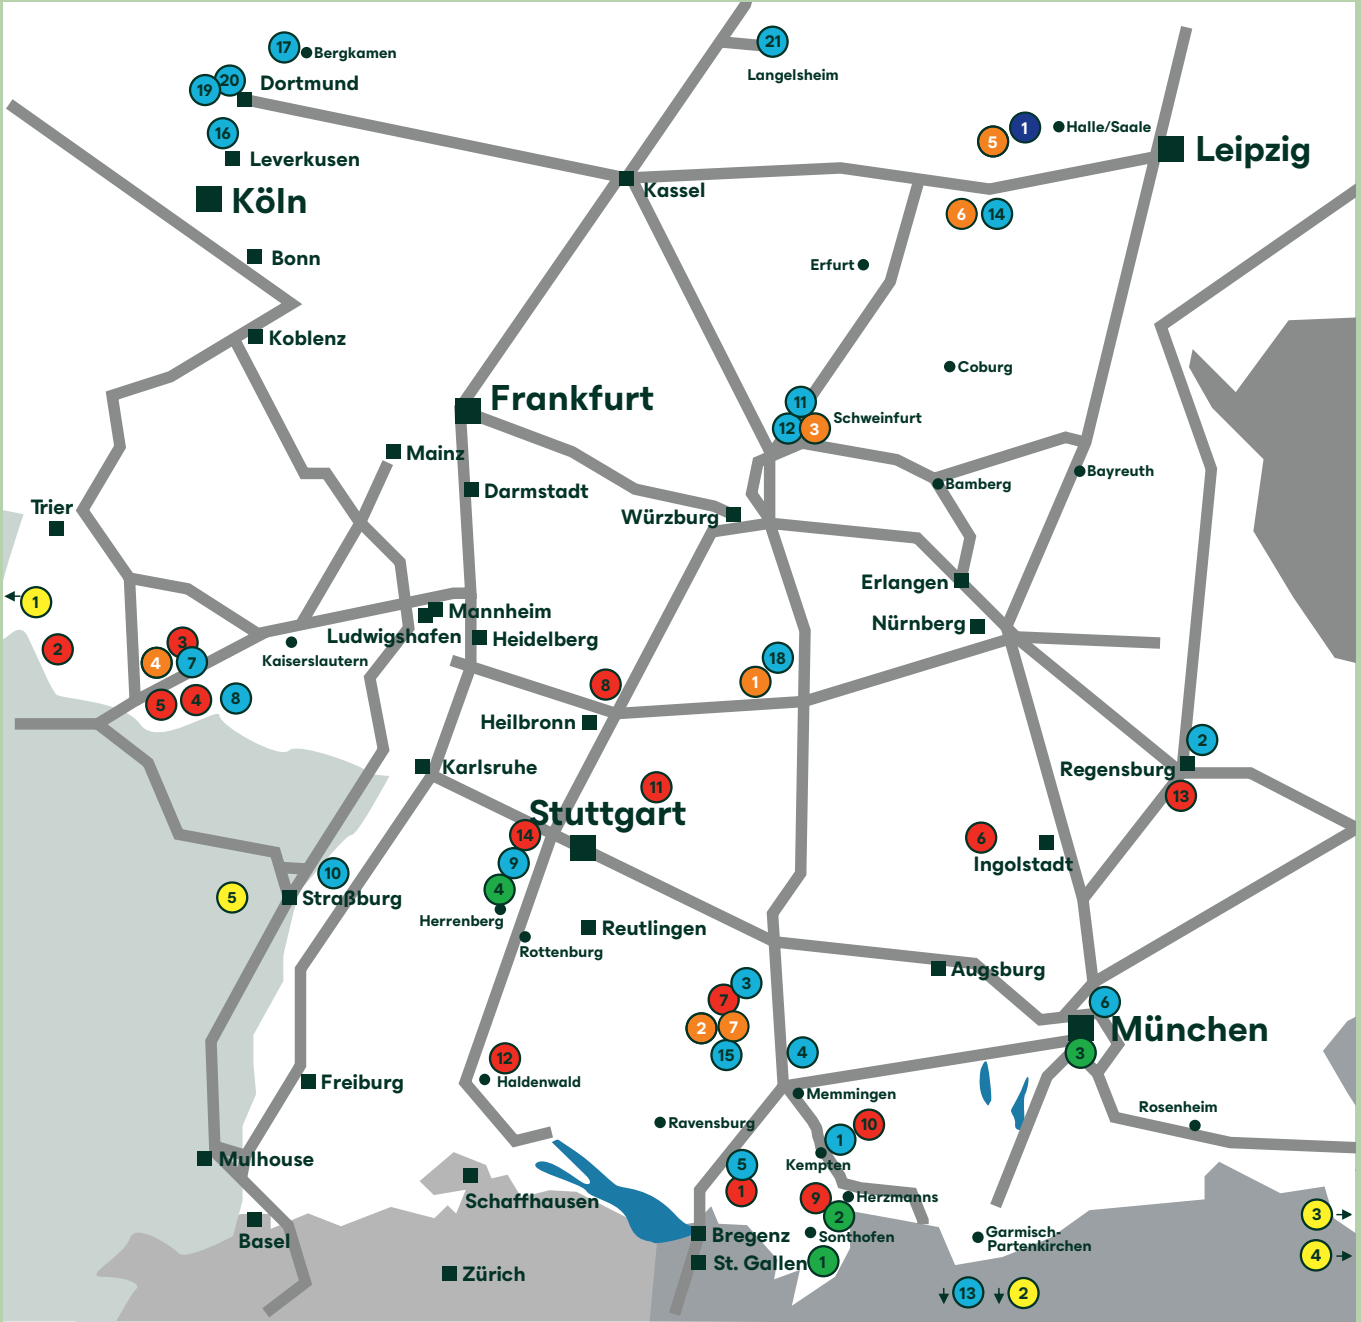 17
Bergkamen
21
Langelsheim
20
19
Dortmund
16
Leverkusen
Köln
Bonn
Koblenz
1
5
Halle/Saale
Leipzig
Kassel
6
14
Erfurt
Coburg
Frankfurt
11
12
3
Schweinfurt
Mainz
Darmstadt
Bayreuth
Bamberg
Trier
Würzburg
1
2
Erlangen
Nürnberg
Mannheim
Ludwigshafen
Heidelberg
Kaiserslautern
3
4
7
5
4
8
8
18
1
Heilbronn
Karlsruhe
2
Regensburg
13
11
Stuttgart
14
9
4
Herrenberg
6
Ingolstadt
10
5
Straßburg
Reutlingen
Rottenburg
Augsburg
3
7
2
7
15
4
6
München
3
12
Haldenwald
Freiburg
Memmingen
Ravensburg
Rosenheim
10
1
Kempten
Mulhouse
5
1
9
Herzmanns
2
Sonthofen
Schaffhausen
Basel
Bregenz
St. Gallen
1
Zürich
Garmisch-
Partenkirchen
3
4
13
2